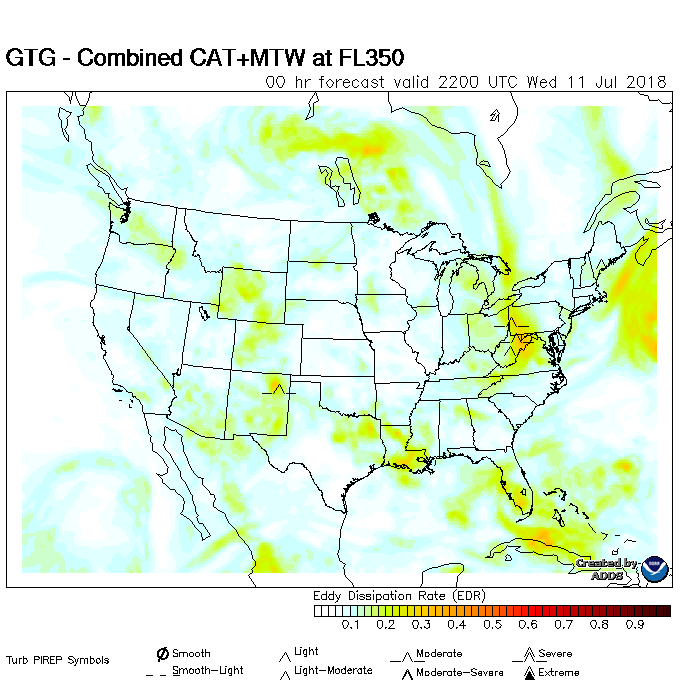 GTG - Combined CAT+MTW at FL350
00 hr forecast valid 2200 UTC Wed 11 Jul 2018
Created by
ADDS
Eddy Dissipation Rate (EDR)
0.1 0.2 0.3 0.4 0.5 0.6 0.7 0.8 0.9
Turb PIREP Symbols
Smooth Light Moderate Severe
Smooth-Light Light-Moderate Moderate-Severe Extreme